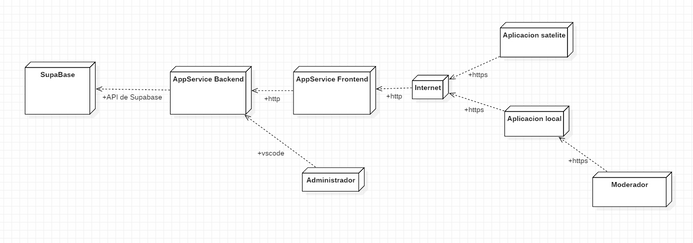 Aplicacion satelite
SupaBase
AppService Backend
AppService Frontend
Internet
+https
+API de Supabase
+http
+http
+https
Aplicacion local
+vscode
+https
Administrador
Moderador